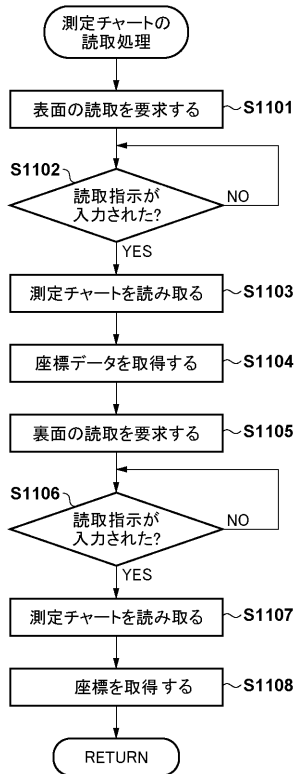 測定チャートの
読取処理
表面の読取を要求する
S1101
S1102
読取指示が
入力された?
NO
YES
測定チャートを読み取る
S1103
座標データを取得する
S1104
裏面の読取を要求する
S1105
S1106
読取指示が
入力された?
NO
YES
測定チャートを読み取る
S1107
座標を取得する
S1108
RETURN